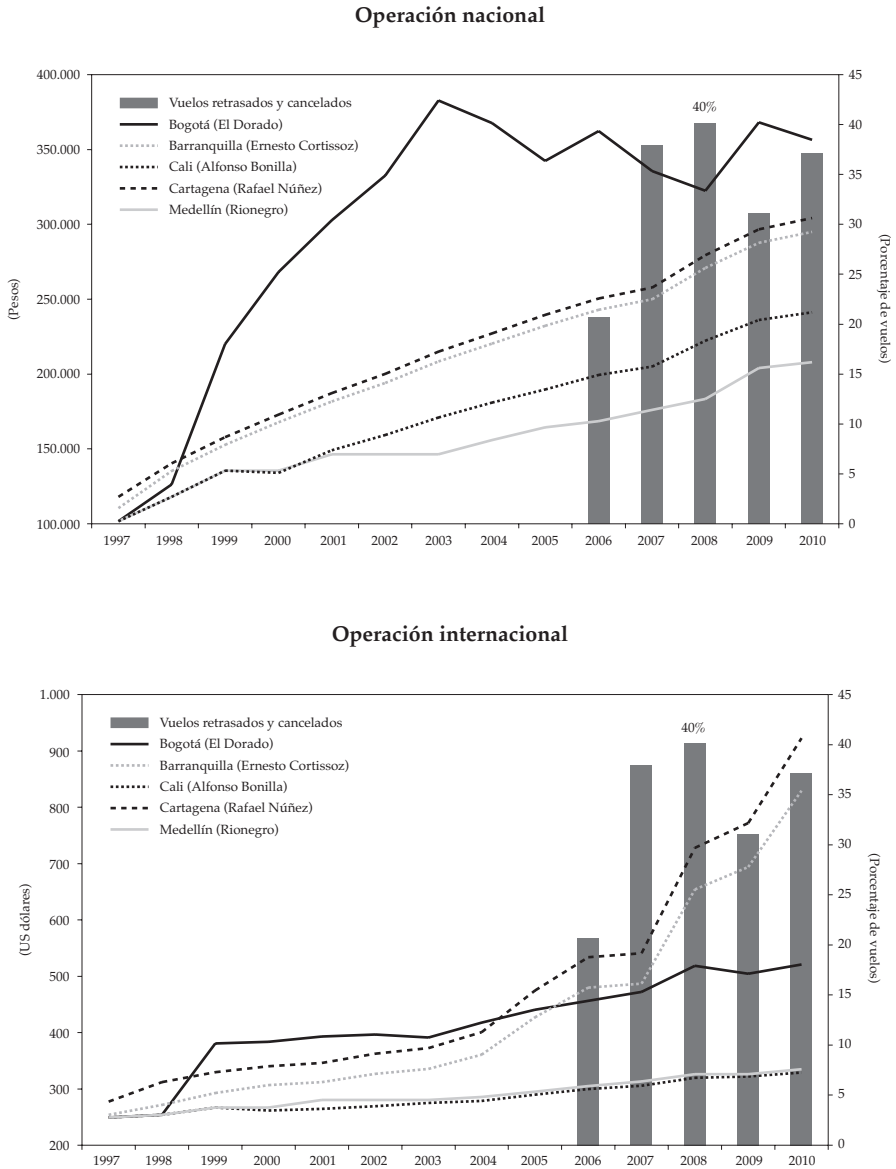 Operación nacional
400.000
350.000
300.000
250.000
200.000
150.000
100.000
(Pesos)
45
40
35
30
25
20
15
10
5
0
(Porcentaje de vuelos)
Vuelos retrasados y cancelados
Bogotá (El Dorado)
Barranquilla (Ernesto Cortissoz)
Cali (Alfonso Bonilla)
Cartagena (Rafael Núñez)
Medellín (Rionegro)
40%
1997 1998 1999 2000 2001 2002 2003 2004 2005 2006 2007 2008 2009 2010
Operación internacional
1.000
900
800
700
600
500
400
300
200
(US dólares)
45
40
35
30
25
20
15
10
5
0
(Porcentaje de vuelos)
Vuelos retrasados y cancelados
Bogotá (El Dorado)
Barranquilla (Ernesto Cortissoz)
Cali (Alfonso Bonilla)
Cartagena (Rafael Núñez)
Medellín (Rionegro)
40%
1997 1998 1999 2000 2001 2002 2003 2004 2005 2006 2007 2008 2009 2010